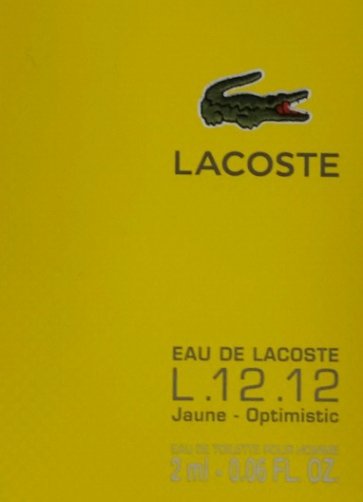 LACOSTE
EAU DE LACOSTE
L.12.12
Jaune - Optimistic
EAU DE TOILETTE POUR HOMME
2 ml - 0.06 FL. OZ.